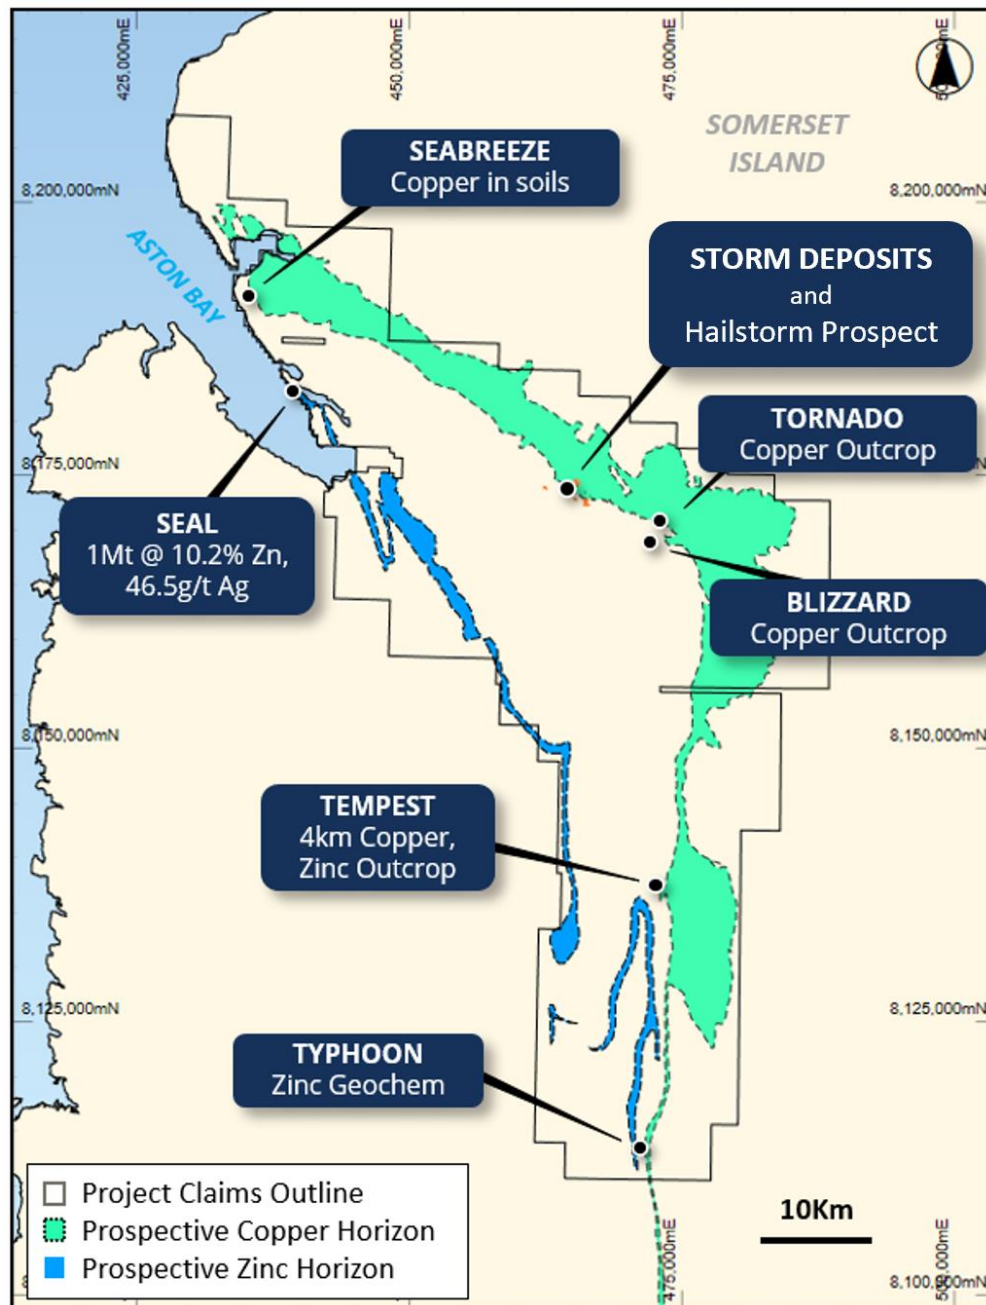 425,000mE
450,000mE
475,000mE
SOMERSET
ISLAND
SEABREEZE
Copper in soils
8,200,000mN
8,200,000mN
ASTON BAY
STORM DEPOSITS
and
Hailstorm Prospect
TORNADO
Copper Outcrop
8,175,000mN
8,175,000mN
SEAL
1Mt @ 10.2% Zn,
46.5g/t Ag
BLIZZARD
Copper Outcrop
8,150,000mN
8,150,000mN
TEMPEST
4km Copper,
Zinc Outcrop
8,125,000mN
8,125,000mN
TYPHOON
Zinc Geochem
Project Claims Outline
Prospective Copper Horizon
Prospective Zinc Horizon
10Km
475,000mE
500,000mE
8,100,000mN